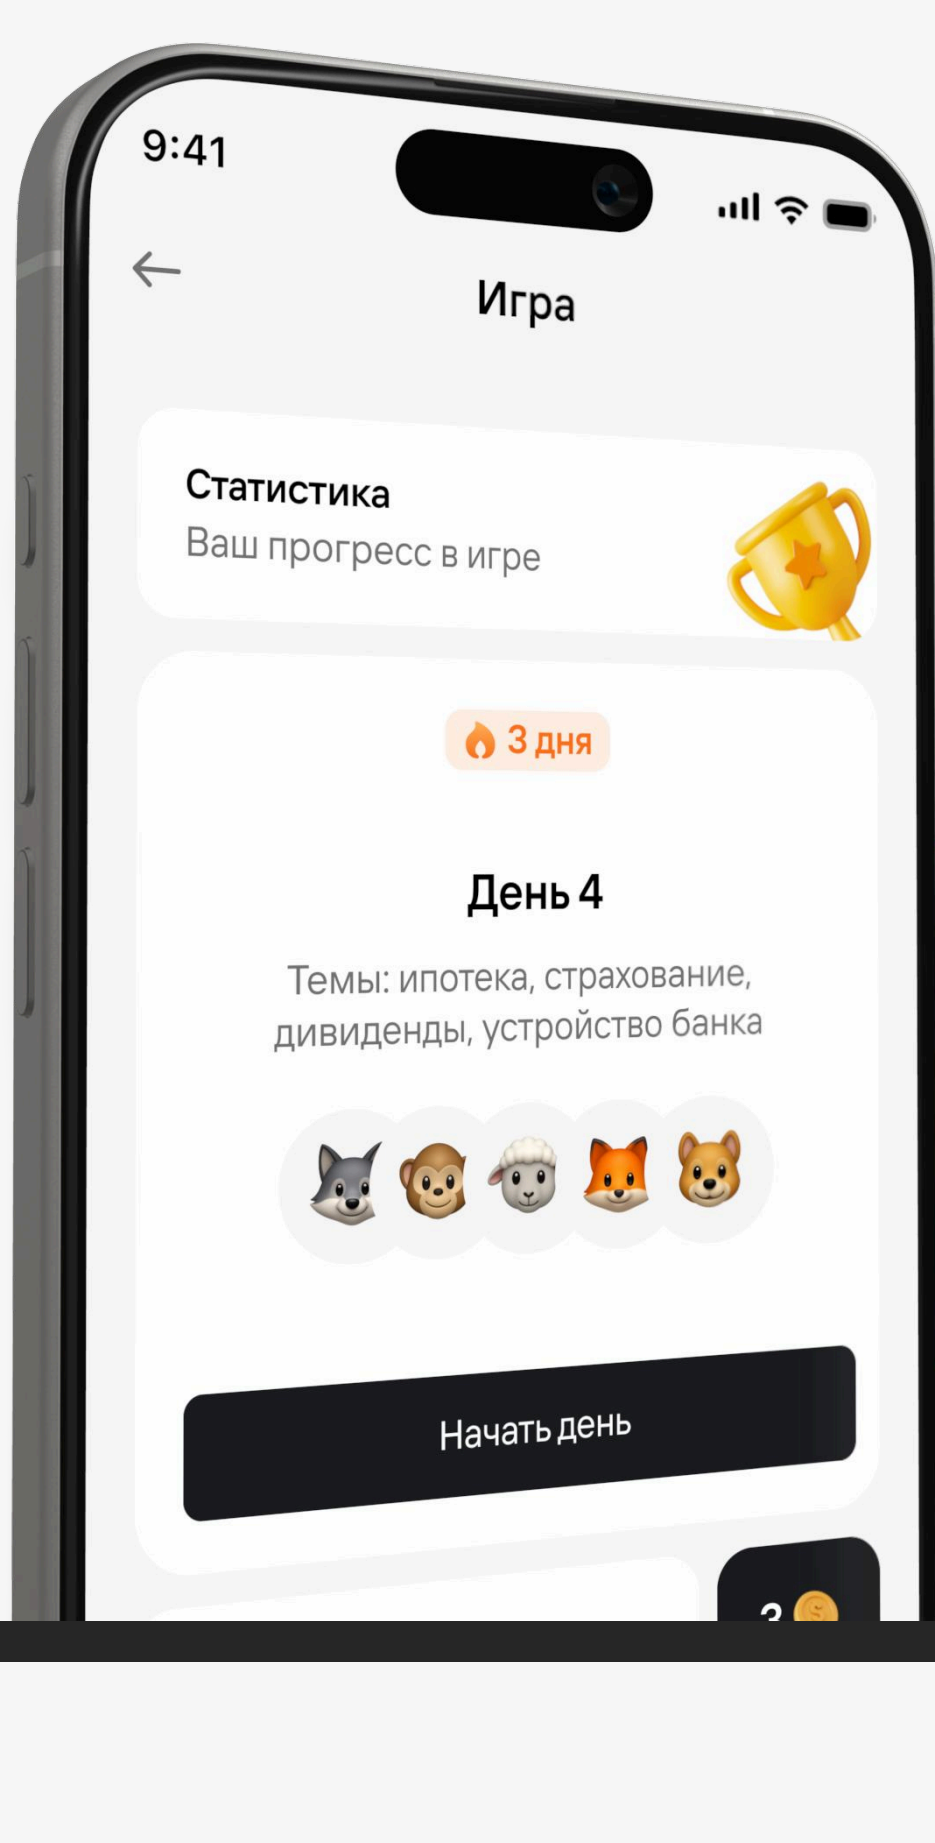 9:41
Игра
Статистика
Ваш прогресс в игре
3 дня
День 4
Темы: ипотека, страхование,
дивиденды, устройство банка
Начать день
3